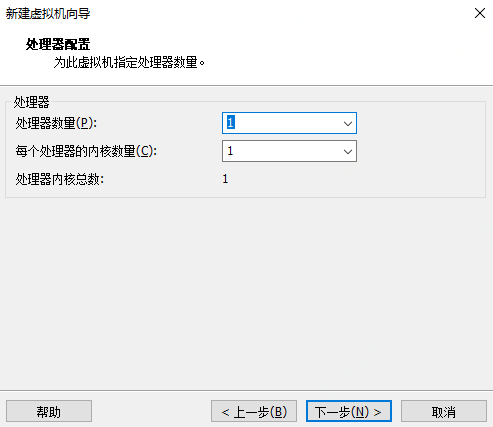 新建虚拟机向导
处理器配置
为此虚拟机指定处理器数量。
处理器
处理器数量(P): 1
每个处理器的内核数量(C): 1
处理器内核总数: 1
帮助 < 上一步(B) 下一步(N) > 取消